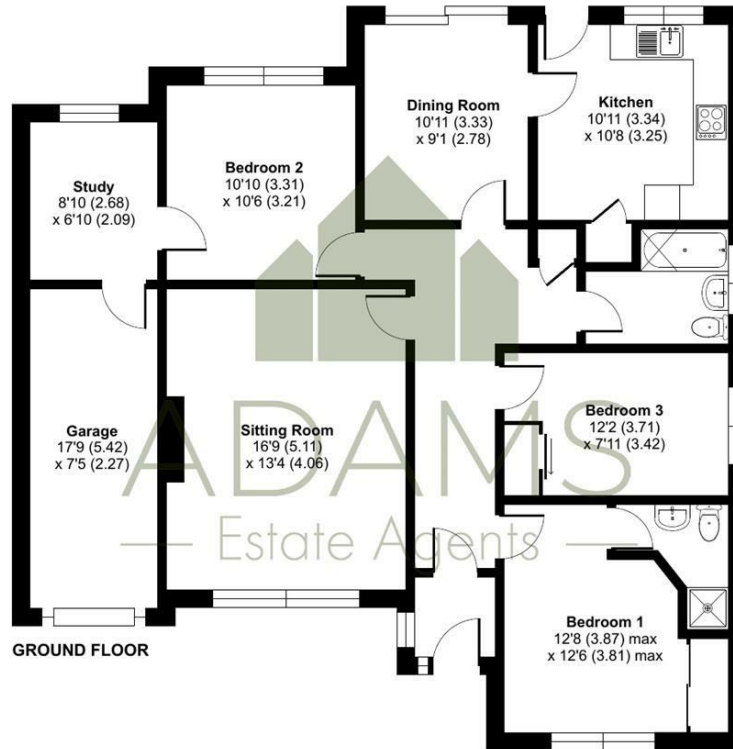 Dining Room
10'11 (3.33)
x 9'1 (2.78)
Kitchen
10'11 (3.34)
x 10'8 (3.25)
Study
8'10 (2.68)
x 6'10 (2.09)
Bedroom 2
10'10 (3.31)
x 10'6 (3.21)
Garage
17'9 (5.42)
x 7'5 (2.27)
Sitting Room
16'9 (5.11)
x 13'4 (4.06)
Bedroom 3
12'2 (3.71)
x 7'11 (3.42)
ADAMS
Estate Agents
Bedroom 1
12'8 (3.87) max
x 12'6 (3.81) max
GROUND FLOOR